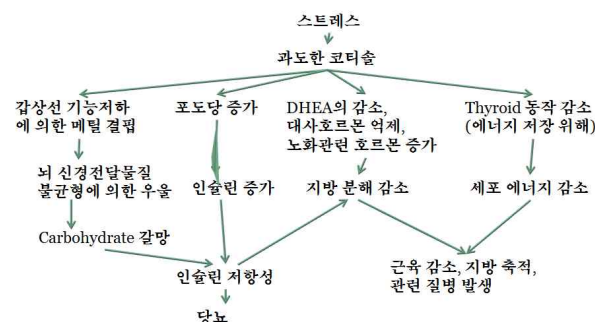 스트레스
과도한 코티솔
갑상선 기능저하
에 의한 메틸 결핍
포도당 증가
DHEA의 감소,
대사호르몬 억제,
노화관련 호르몬 증가
Thyroid 동작 감소
(에너지 저장 위해)
뇌 신경전달물질
불균형에 의한 우울
인슐린 증가
지방 분해 감소
세포 에너지 감소
Carbohydrate 갈망
인슐린 저항성
근육 감소, 지방 축적,
관련 질병 발생
당뇨